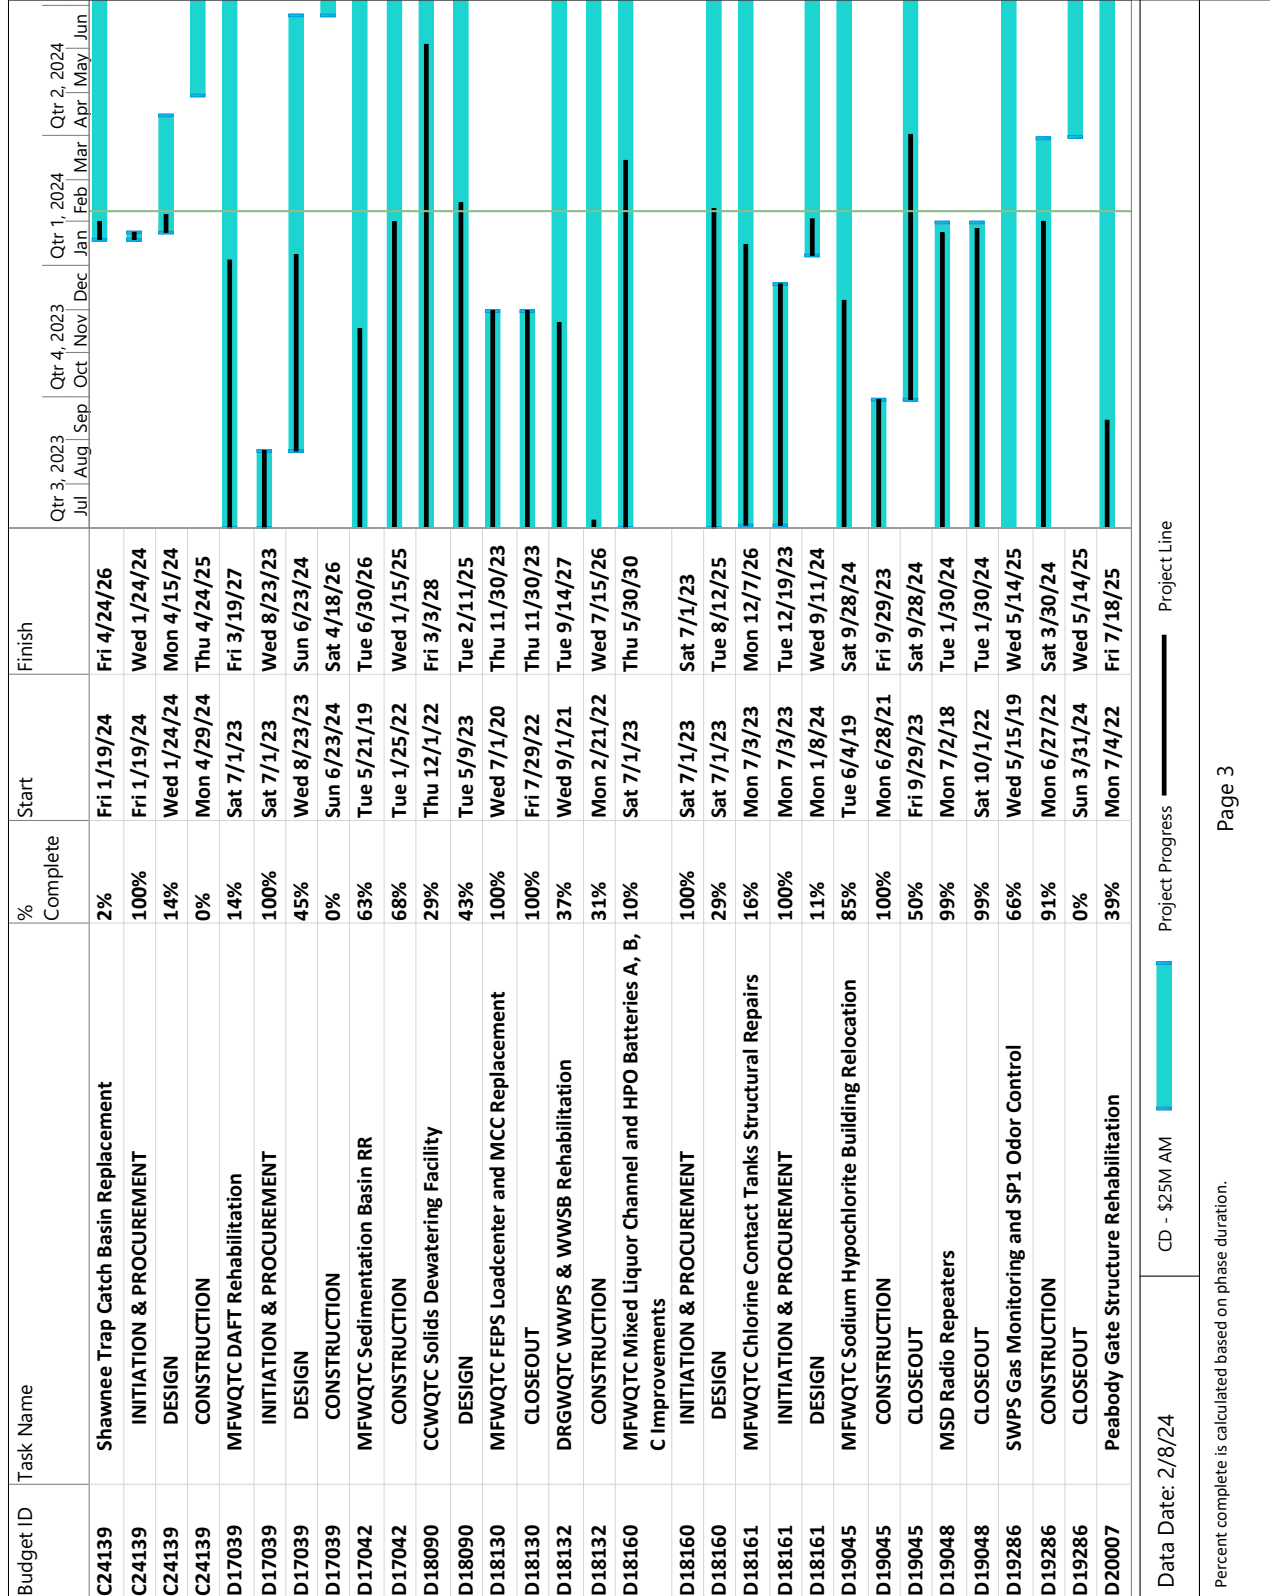 Budget ID Task Name % Complete Start Finish Qtr 3, 2023 Qtr 4, 2023 Qtr 1, 2024 Qtr 2, 2024
Jul Aug Sep Oct Nov Dec Jan Feb Mar Apr May Jun
C24139 Shawnee Trap Catch Basin Replacement 2% Fri 1/19/24 Fri 4/24/26
C24139 INITIATION & PROCUREMENT 100% Fri 1/19/24 Wed 1/24/24
C24139 DESIGN 14% Wed 1/24/24 Mon 4/15/24
C24139 CONSTRUCTION 0% Mon 4/29/24 Thu 4/24/25
D17039 MFWQTC DAFT Rehabilitation 14% Sat 7/1/23 Fri 3/19/27
D17039 INITIATION & PROCUREMENT 100% Sat 7/1/23 Wed 8/23/23
D17039 DESIGN 45% Wed 8/23/23 Sun 6/23/24
D17039 CONSTRUCTION 0% Sun 6/23/24 Sat 4/18/26
D17042 MFWQTC Sedimentation Basin RR 63% Tue 5/21/19 Tue 6/30/26
D17042 CONSTRUCTION 68% Tue 1/25/22 Wed 1/15/25
D18090 CCWQTC Solids Dewatering Facility 29% Thu 12/1/22 Fri 3/3/28
D18090 DESIGN 43% Tue 5/9/23 Tue 2/11/25
D18130 MFWQTC FEPS Loadcenter and MCC Replacement 100% Wed 7/1/20 Thu 11/30/23
D18130 CLOSEOUT 100% Fri 7/29/22 Thu 11/30/23
D18132 DRGWQTC WWPS & WWSB Rehabilitation 37% Wed 9/1/21 Tue 9/14/27
D18132 CONSTRUCTION 31% Mon 2/21/22 Wed 7/15/26
D18160 MFWQTC Mixed Liquor Channel and HPO Batteries A, B, 10% Sat 7/1/23 Thu 5/30/30
C Improvements
D18160 INITIATION & PROCUREMENT 100% Sat 7/1/23 Sat 7/1/23
D18160 DESIGN 29% Sat 7/1/23 Tue 8/12/25
D18161 MFWQTC Chlorine Contact Tanks Structural Repairs 16% Mon 7/3/23 Mon 12/7/26
D18161 INITIATION & PROCUREMENT 100% Mon 7/3/23 Tue 12/19/23
D18161 DESIGN 11% Mon 1/8/24 Wed 9/11/24
D19045 MFWQTC Sodium Hypochlorite Building Relocation 85% Tue 6/4/19 Sat 9/28/24
D19045 CONSTRUCTION 100% Mon 6/28/21 Fri 9/29/23
D19045 CLOSEOUT 50% Fri 9/29/23 Sat 9/28/24
D19048 MSD Radio Repeaters 99% Mon 7/2/18 Tue 1/30/24
D19048 CLOSEOUT 99% Sat 10/1/22 Tue 1/30/24
D19286 SWPS Gas Monitoring and SP1 Odor Control 66% Wed 5/15/19 Wed 5/14/25
D19286 CONSTRUCTION 91% Mon 6/27/22 Sat 3/30/24
D19286 CLOSEOUT 0% Sun 3/31/24 Wed 5/14/25
D20007 Peabody Gate Structure Rehabilitation 39% Mon 7/4/22 Fri 7/18/25
Data Date: 2/8/24 CD - $25M AM Project Progress Project Line
Page 3
Percent complete is calculated based on phase duration.